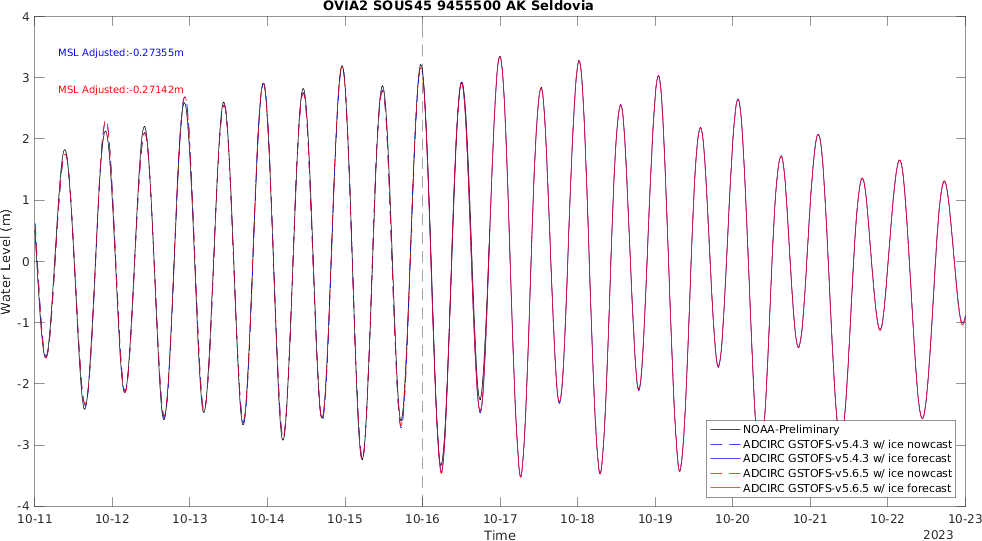 OVIA2 SOUS45 9455500 AK Seldovia
4
MSL Adjusted:-0.27355m
3
MSL Adjusted:-0.27142m
2
1
0
-1
-2
-3
-4
Water Level (m)
NOAA-Preliminary
ADCIRC GSTOFS-v5.4.3 w/ ice nowcast
ADCIRC GSTOFS-v5.4.3 w/ ice forecast
ADCIRC GSTOFS-v5.6.5 w/ ice nowcast
ADCIRC GSTOFS-v5.6.5 w/ ice forecast
10-11 10-12 10-13 10-14 10-15 10-16 10-17 10-18 10-19 10-20 10-21 10-22 10-23
Time
2023